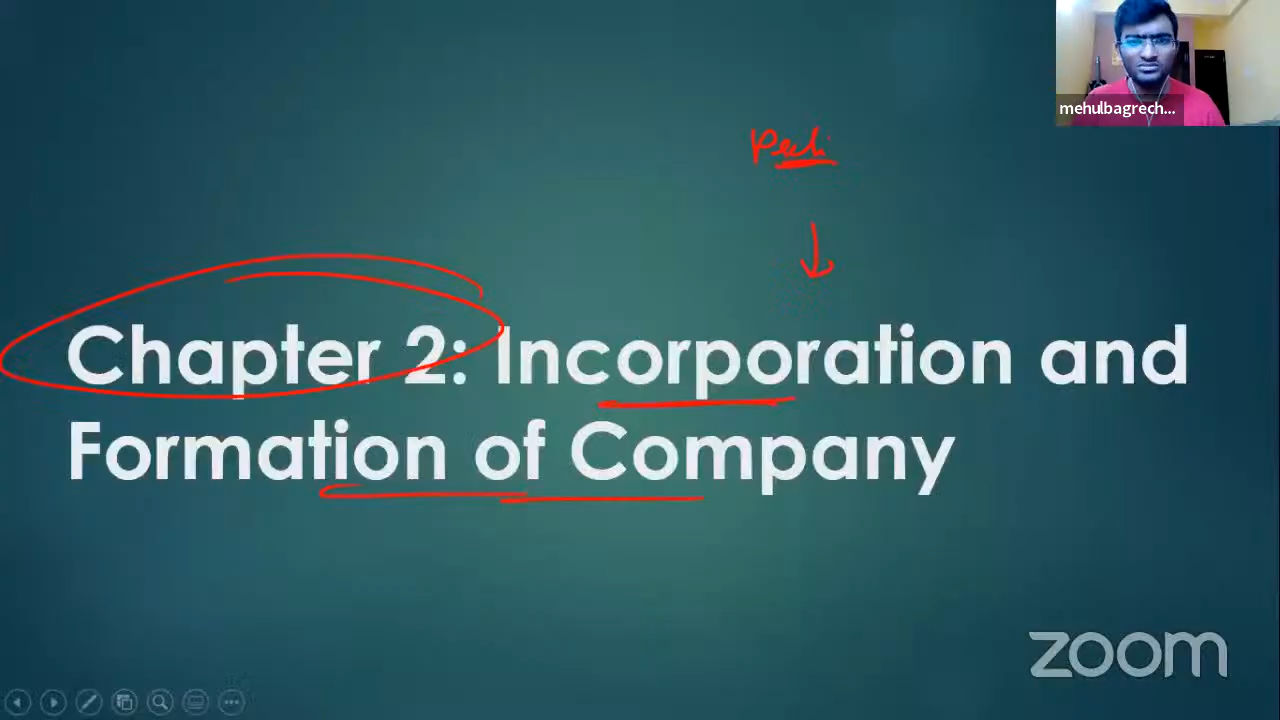 mehulbagrech...
Chapter 2: Incorporation and
Formation of Company
zoom